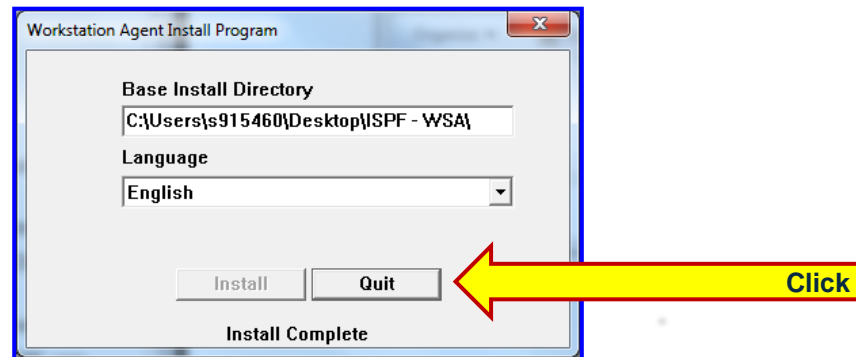 Workstation Agent Install Program
Base Install Directory
C:\Users\s915460\Desktop\ISPF - WSA\
Language
English
Install
Quit
Click
Install Complete